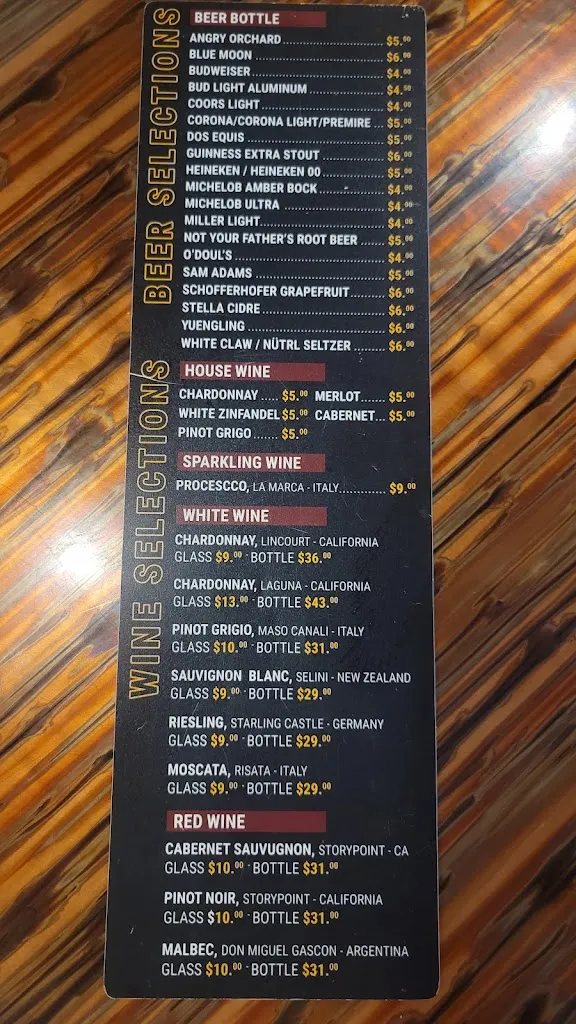 BEER SELECTIONS
BEER BOTTLE
ANGRY ORCHARD $5.00
BLUE MOON $6.00
BUDWEISER $4.00
BUD LIGHT ALUMINUM $4.50
COORS LIGHT $4.00
CORONA/CORONA LIGHT/PREMIRE $5.00
DOS EQUIS $5.00
GUINNESS EXTRA STOUT $6.00
HEINEKEN / HEINEKEN 00 $5.00
MICHELOB AMBER BOCK $4.00
MICHELOB ULTRA $4.00
MILLER LIGHT $4.00
NOT YOUR FATHER'S ROOT BEER $5.00
O'DOUL'S $4.00
SAM ADAMS $5.00
SCHOFFERHOFER GRAPEFRUIT $6.00
STELLA CIDRE $6.00
YUENGLING $6.00
WHITE CLAW / NÜTRL SELTZER $6.00
WINE SELECTIONS
HOUSE WINE
CHARDONNAY $5.00 MERLOT $5.00
WHITE ZINFANDEL $5.00 CABERNET $5.00
PINOT GRIGO $5.00
SPARKLING WINE
PROCESCCO, LA MARCA - ITALY $9.00
WHITE WINE
CHARDONNAY, LINCOURT - CALIFORNIA
GLASS $9.00 - BOTTLE $36.00
CHARDONNAY, LAGUNA - CALIFORNIA
GLASS $13.00 - BOTTLE $43.00
PINOT GRIGIO, MASO CANALI - ITALY
GLASS $10.00 - BOTTLE $31.00
SAUVIGNON BLANC, SELINI - NEW ZEALAND
GLASS $9.00 - BOTTLE $29.00
RIESLING, STARLING CASTLE - GERMANY
GLASS $9.00 - BOTTLE $29.00
MOSCATA, RISATA - ITALY
GLASS $9.00 - BOTTLE $29.00
RED WINE
CABERNET SAUVUGNON, STORYPOINT - CA
GLASS $10.00 - BOTTLE $31.00
PINOT NOIR, STORYPOINT - CALIFORNIA
GLASS $10.00 - BOTTLE $31.00
MALBEC, DON MIGUEL GASCON - ARGENTINA
GLASS $10.00 - BOTTLE $31.00